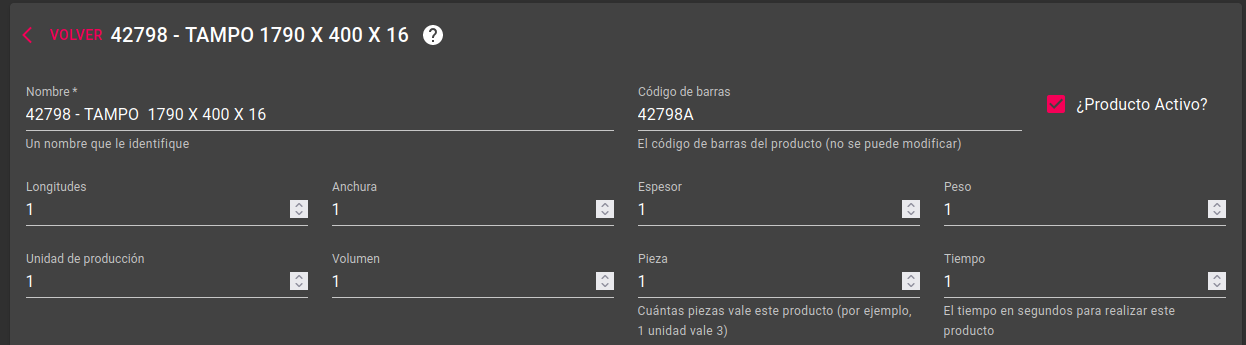 VOLVER 42798 - TAMPO 1790 X 400 X 16 ?
Nombre *
42798 - TAMPO  1790 X 400 X 16
Un nombre que le identifique
Código de barras
42798A
El código de barras del producto (no se puede modificar)
¿Producto Activo?
Longitudes
1
Anchura
1
Espesor
1
Peso
1
Unidad de producción
1
Volumen
1
Pieza
1
Cuántas piezas vale este producto (por ejemplo,
1 unidad vale 3)
Tiempo
1
El tiempo en segundos para realizar este
producto